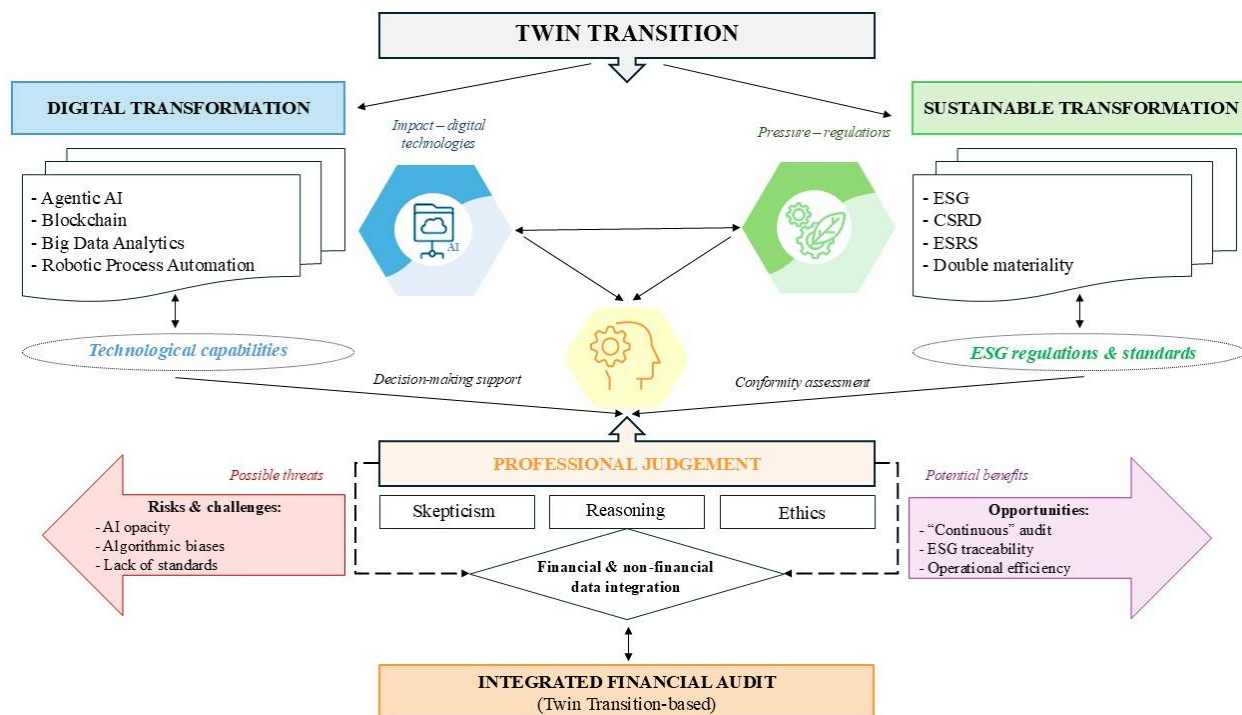 TWIN TRANSITION
DIGITAL TRANSFORMATION
SUSTAINABLE TRANSFORMATION
Impact – digital
technologies
Pressure – regulations
- Agentic AI
- Blockchain
- Big Data Analytics
- Robotic Process Automation
AI
- ESG
- CSRD
- ESRS
- Double materiality
Technological capabilities
ESG regulations & standards
Decision-making support
Conformity assessment
PROFESSIONAL JUDGEMENT
Possible threats
Potential benefits
Risks & challenges:
- AI opacity
- Algorithmic biases
- Lack of standards
Skepticism
Reasoning
Ethics
Opportunities:
- “Continuous” audit
- ESG traceability
- Operational efficiency
Financial & non-financial
data integration
INTEGRATED FINANCIAL AUDIT
(Twin Transition-based)